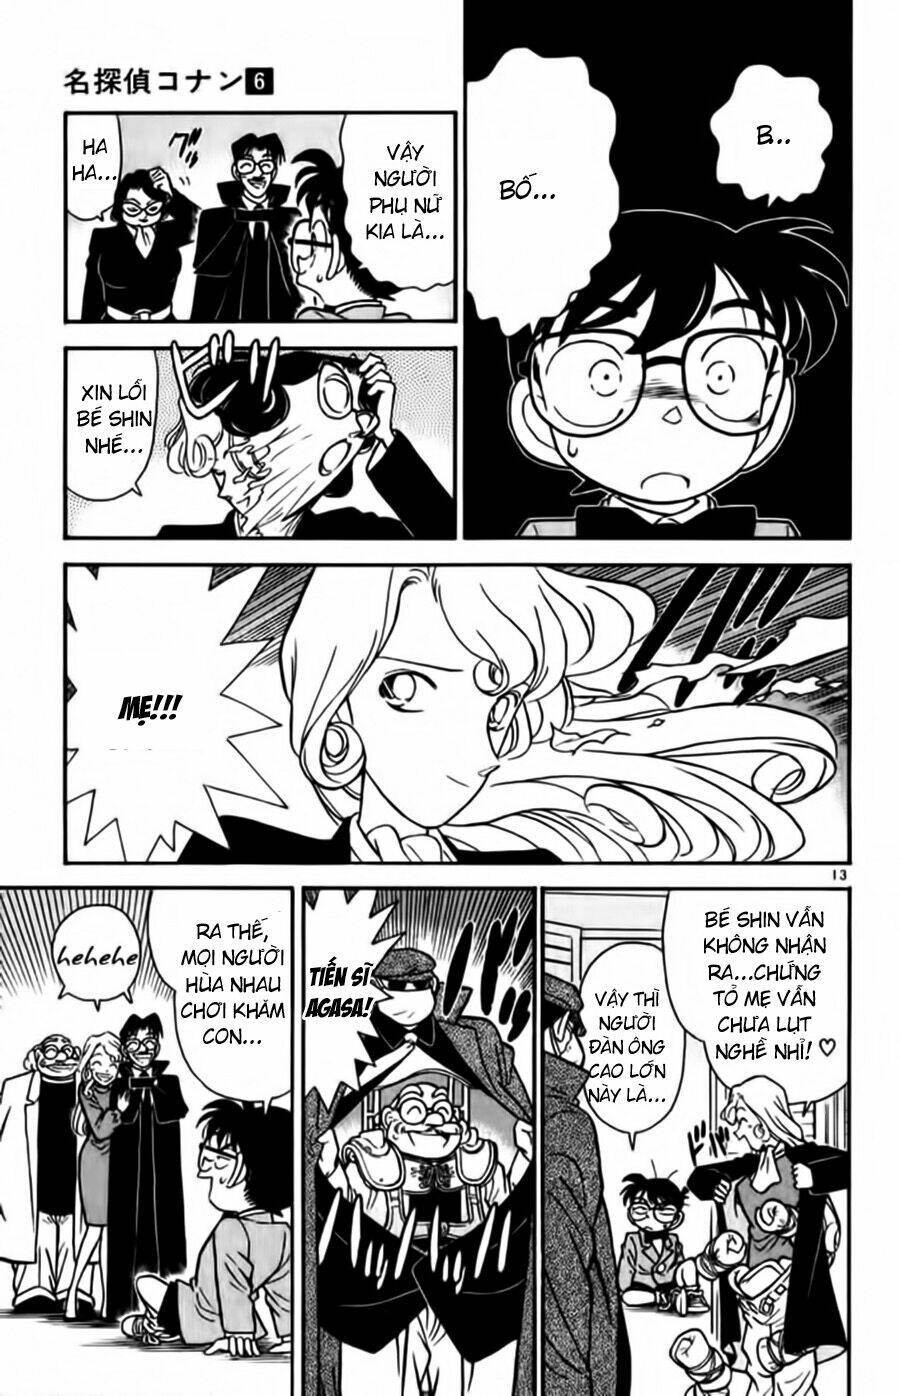 名探偵コナン 6
B..
BỐ...
VẬY
NGƯỜI
PHỤ NỮ
KIA LÀ...
HA
HA...
XIN LỖI
BÉ SHIN
NHÉ...
MẸ!!!
13
BÉ SHIN VẪN
KHÔNG NHẬN
RA...CHỨNG
TỎ MẸ VẪN
CHƯA LỤT
NGHỀ NHỈ! ♡
VẬY THÌ
NGƯỜI
ĐÀN ÔNG
CAO LỚN
NÀY LÀ...
TIẾN SĨ
AGASA!
RA THẾ,
MỌI NGƯỜI
HÙA NHAU
CHƠI KHĂM
CON...
hehehe